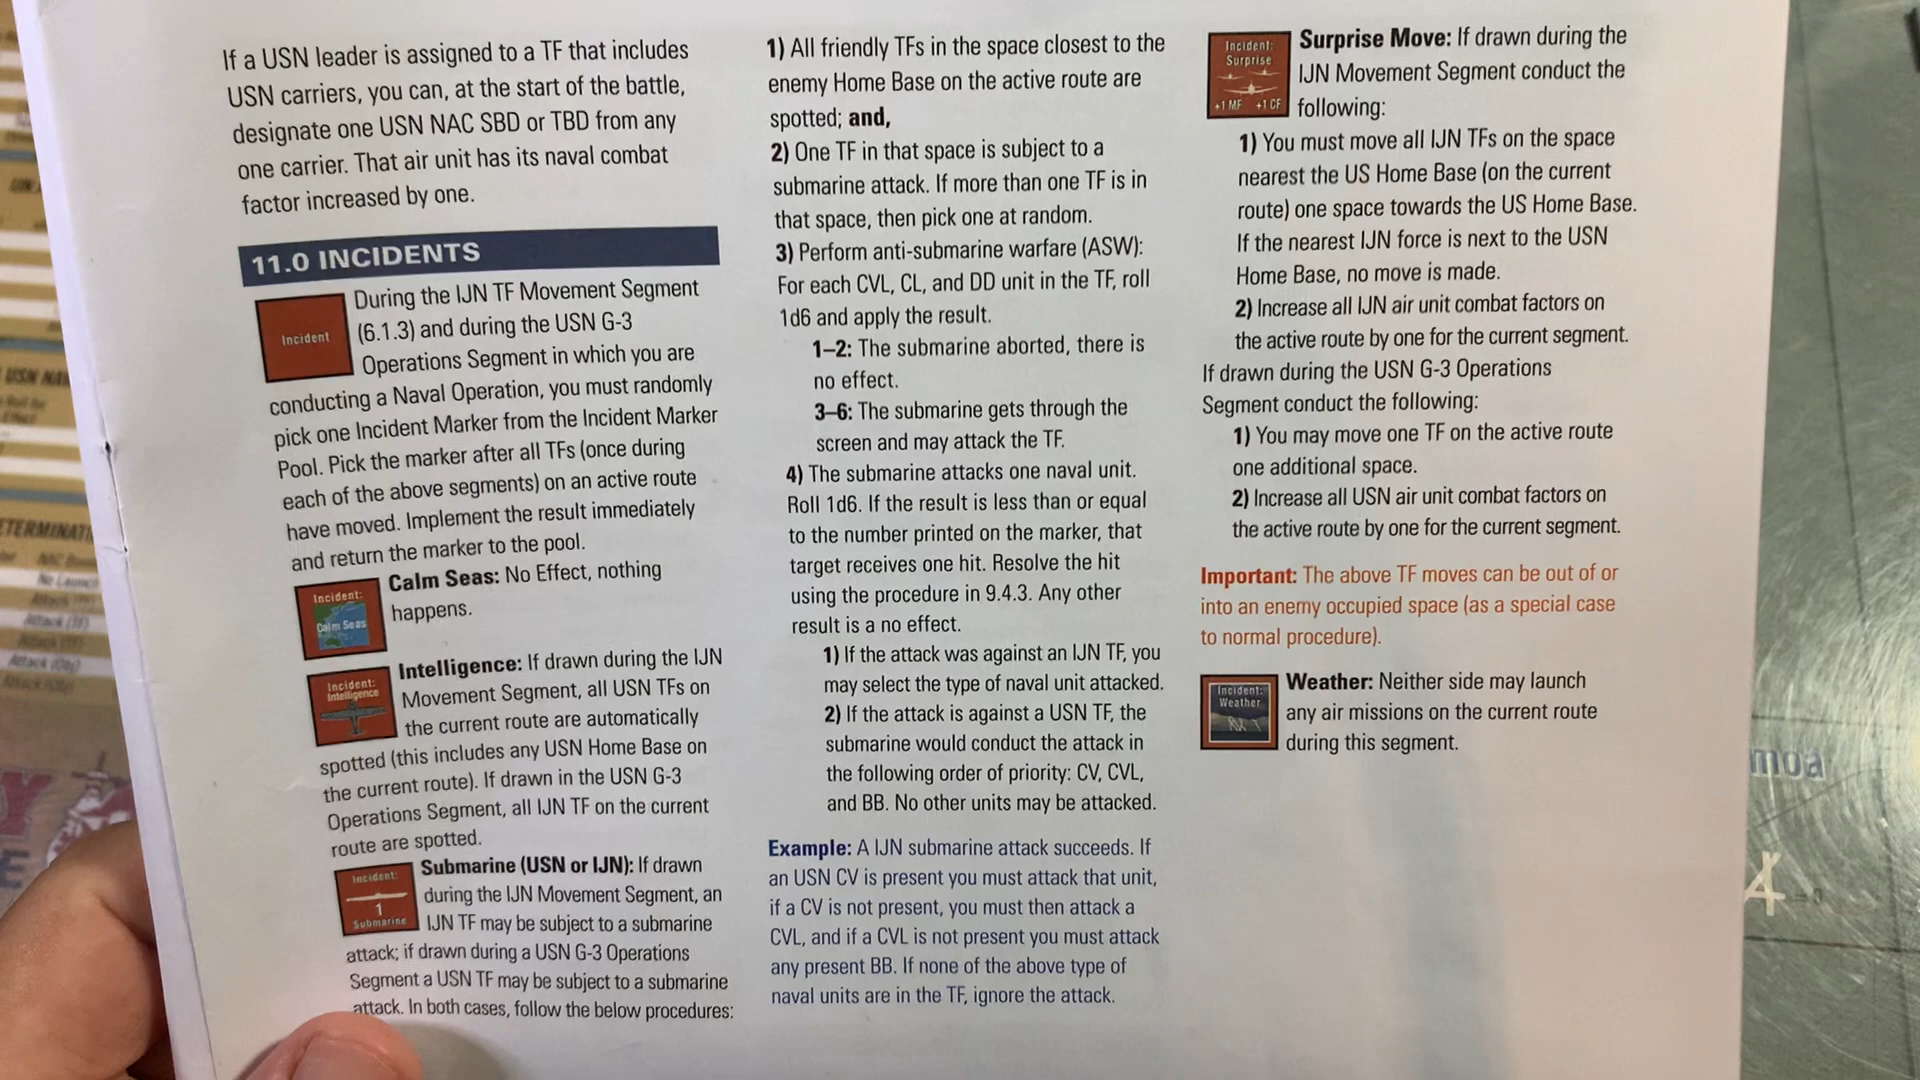 If a USN leader is assigned to a TF that includes
USN carriers, you can, at the start of the battle,
designate one USN NAC SBD or TBD from any
one carrier. That air unit has its naval combat
factor increased by one.
11.0 INCIDENTS
Incident
During the IJN TF Movement Segment
(6.1.3) and during the USN G-3
Operations Segment in which you are
conducting a Naval Operation, you must randomly
pick one Incident Marker from the Incident Marker
Pool. Pick the marker after all TFs (once during
each of the above segments) on an active route
have moved. Implement the result immediately
and return the marker to the pool.
Incident:
Calm Seas
Calm Seas: No Effect, nothing
happens.
Incident:
Intelligence
Intelligence: If drawn during the IJN
Movement Segment, all USN TFs on
the current route are automatically
spotted (this includes any USN Home Base on
the current route). If drawn in the USN G-3
Operations Segment, all IJN TF on the current
route are spotted.
Incident:
1
Submarine
Submarine (USN or IJN): If drawn
during the IJN Movement Segment, an
IJN TF may be subject to a submarine
attack; if drawn during a USN G-3 Operations
Segment a USN TF may be subject to a submarine
attack. In both cases, follow the below procedures:
1) All friendly TFs in the space closest to the
enemy Home Base on the active route are
spotted; and,
2) One TF in that space is subject to a
submarine attack. If more than one TF is in
that space, then pick one at random.
3) Perform anti-submarine warfare (ASW):
For each CVL, CL, and DD unit in the TF, roll
1d6 and apply the result.
1–2: The submarine aborted, there is
no effect.
3–6: The submarine gets through the
screen and may attack the TF.
4) The submarine attacks one naval unit.
Roll 1d6. If the result is less than or equal
to the number printed on the marker, that
target receives one hit. Resolve the hit
using the procedure in 9.4.3. Any other
result is a no effect.
1) If the attack was against an IJN TF, you
may select the type of naval unit attacked.
2) If the attack is against a USN TF, the
submarine would conduct the attack in
the following order of priority: CV, CVL,
and BB. No other units may be attacked.
Example: A IJN submarine attack succeeds. If
an USN CV is present you must attack that unit,
if a CV is not present, you must then attack a
CVL, and if a CVL is not present you must attack
any present BB. If none of the above type of
naval units are in the TF, ignore the attack.
Incident:
Surprise
+1 MF +1 CF
Surprise Move: If drawn during the
IJN Movement Segment conduct the
following:
1) You must move all IJN TFs on the space
nearest the US Home Base (on the current
route) one space towards the US Home Base.
If the nearest IJN force is next to the USN
Home Base, no move is made.
2) Increase all IJN air unit combat factors on
the active route by one for the current segment.
If drawn during the USN G-3 Operations
Segment conduct the following:
1) You may move one TF on the active route
one additional space.
2) Increase all USN air unit combat factors on
the active route by one for the current segment.
Important: The above TF moves can be out of or
into an enemy occupied space (as a special case
to normal procedure).
Incident:
Weather
Weather: Neither side may launch
any air missions on the current route
during this segment.
moa
4